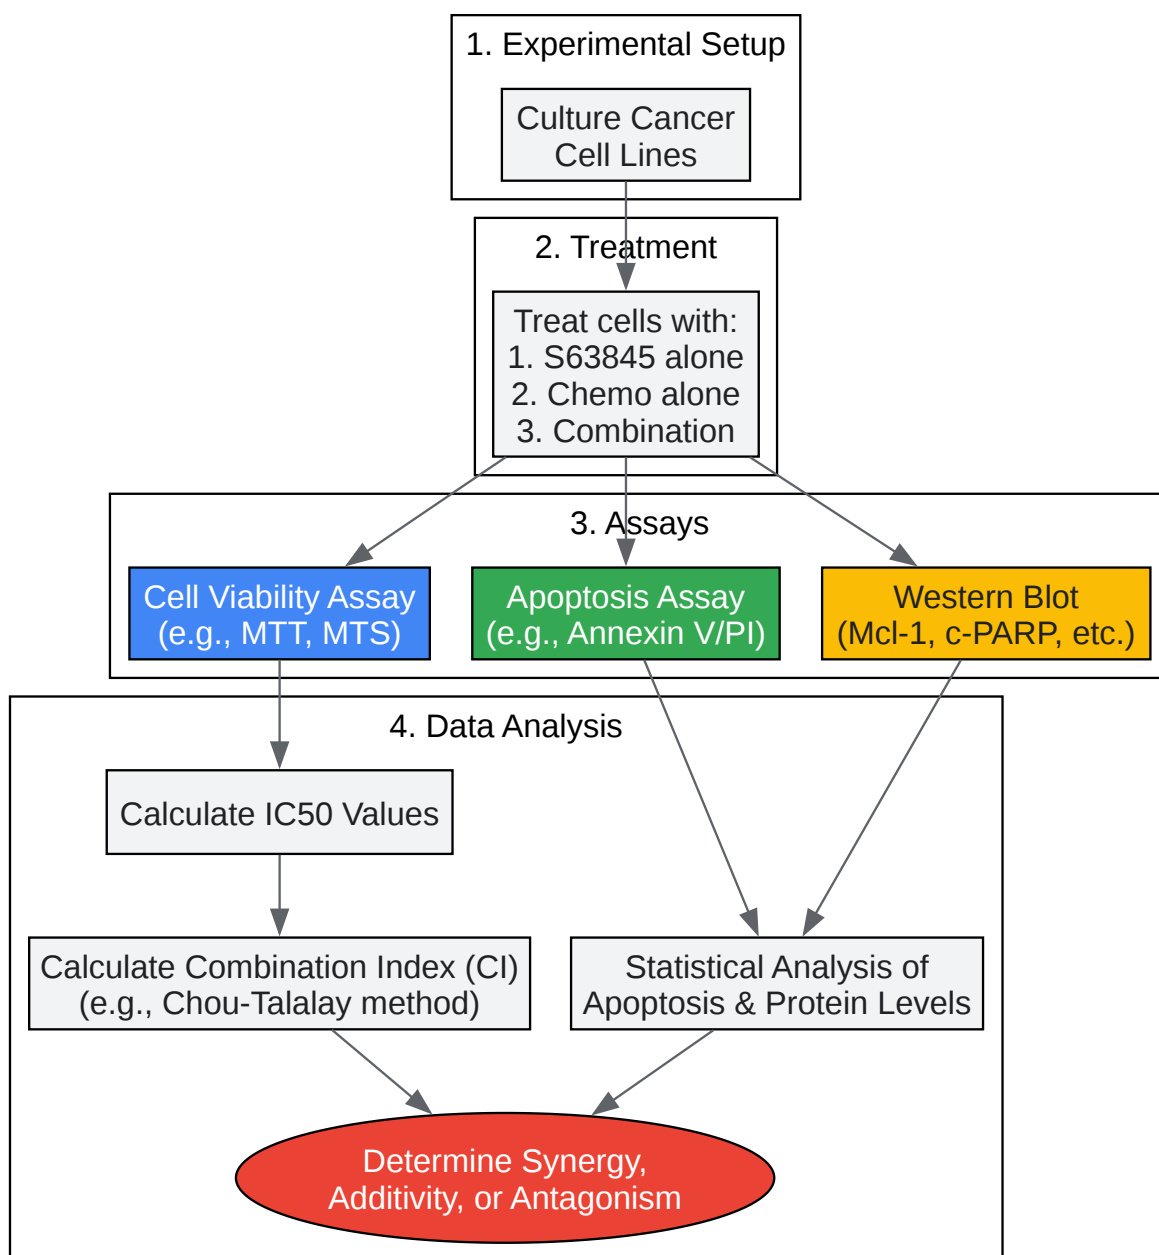 1. Experimental Setup
Culture Cancer
Cell Lines
2. Treatment
Treat cells with:
1. S63845 alone
2. Chemo alone
3. Combination
3. Assays
Cell Viability Assay
(e.g., MTT, MTS)
Apoptosis Assay
(e.g., Annexin V/PI)
Western Blot
(Mcl-1, c-PARP, etc.)
4. Data Analysis
Calculate IC50 Values
Calculate Combination Index (CI)
(e.g., Chou-Talalay method)
Statistical Analysis of
Apoptosis & Protein Levels
Determine Synergy,
Additivity, or Antagonism